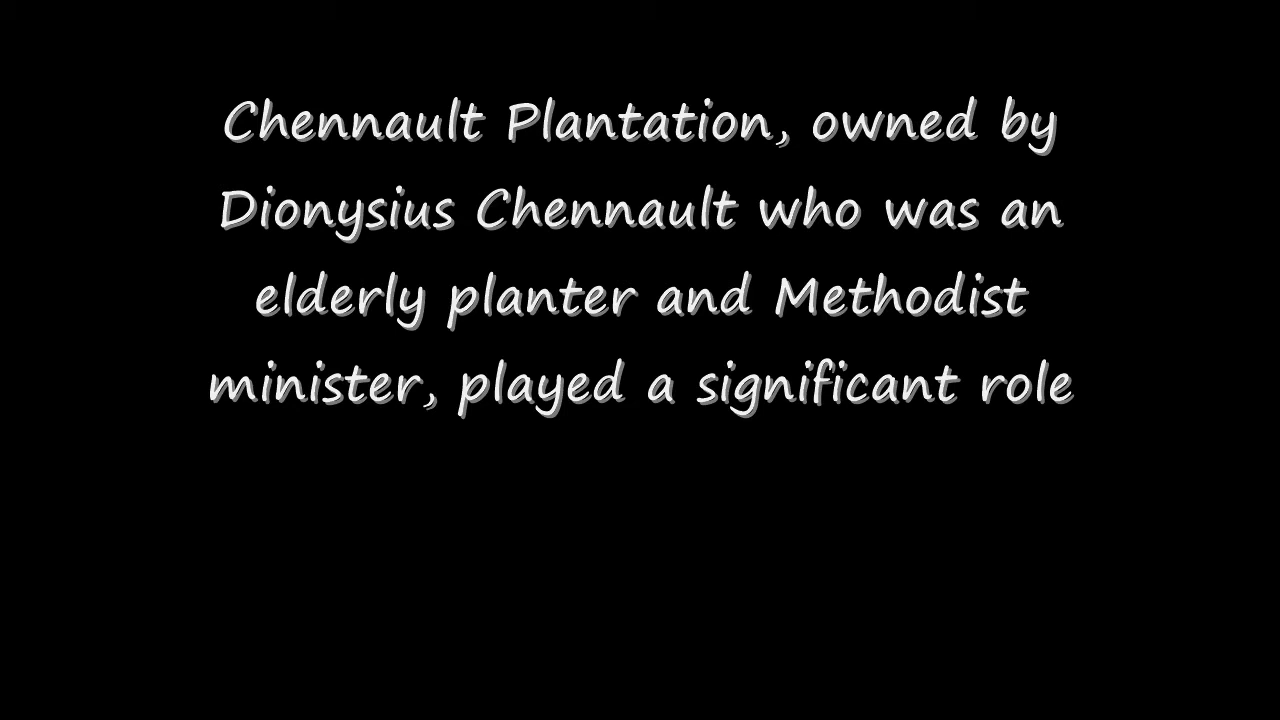 Chennault Plantation, owned by
Dionysius Chennault who was an
elderly planter and Methodist
minister, played a significant role